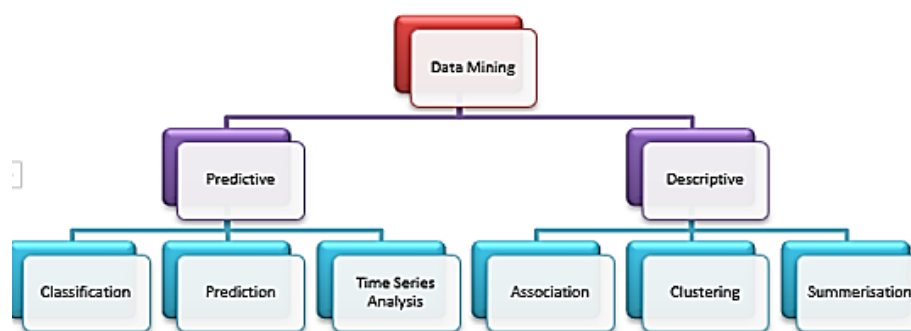 Data Mining
Predictive
Descriptive
Classification
Prediction
Time Series
Analysis
Association
Clustering
Summerisation